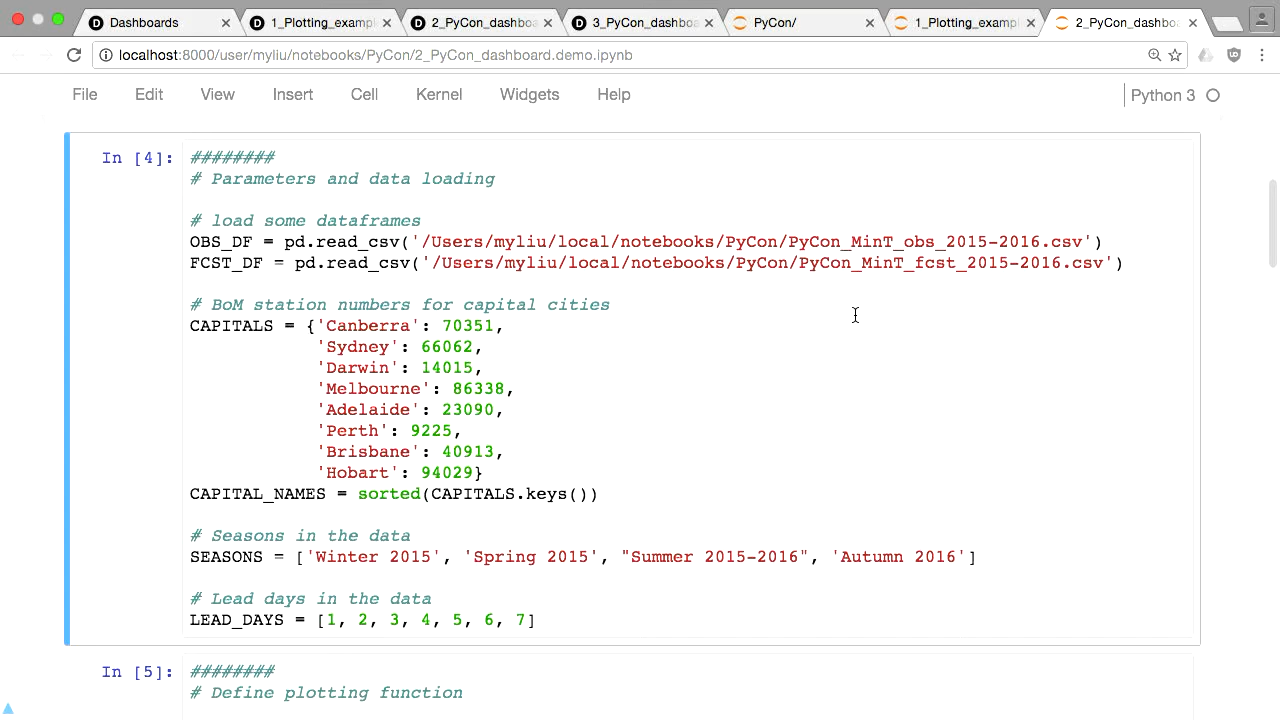 Dashboards
1_Plotting_exampl
2_PyCon_dashboa
3_PyCon_dashboa
PyCon/
1_Plotting_exampl
2_PyCon_dashbo
localhost:8000/user/myliu/notebooks/PyCon/2_PyCon_dashboard.demo.ipynb
File Edit View Insert Cell Kernel Widgets Help Python 3
In [4]:
########
# Parameters and data loading
# load some dataframes
OBS_DF = pd.read_csv('/Users/myliu/local/notebooks/PyCon/PyCon_MinT_obs_2015-2016.csv')
FCST_DF = pd.read_csv('/Users/myliu/local/notebooks/PyCon/PyCon_MinT_fcst_2015-2016.csv')
# BoM station numbers for capital cities
CAPITALS = {'Canberra': 70351,
'Sydney': 66062,
'Darwin': 14015,
'Melbourne': 86338,
'Adelaide': 23090,
'Perth': 9225,
'Brisbane': 40913,
'Hobart': 94029}
CAPITAL_NAMES = sorted(CAPITALS.keys())
# Seasons in the data
SEASONS = ['Winter 2015', 'Spring 2015', "Summer 2015-2016", 'Autumn 2016']
# Lead days in the data
LEAD_DAYS = [1, 2, 3, 4, 5, 6, 7]
In [5]:
########
# Define plotting function